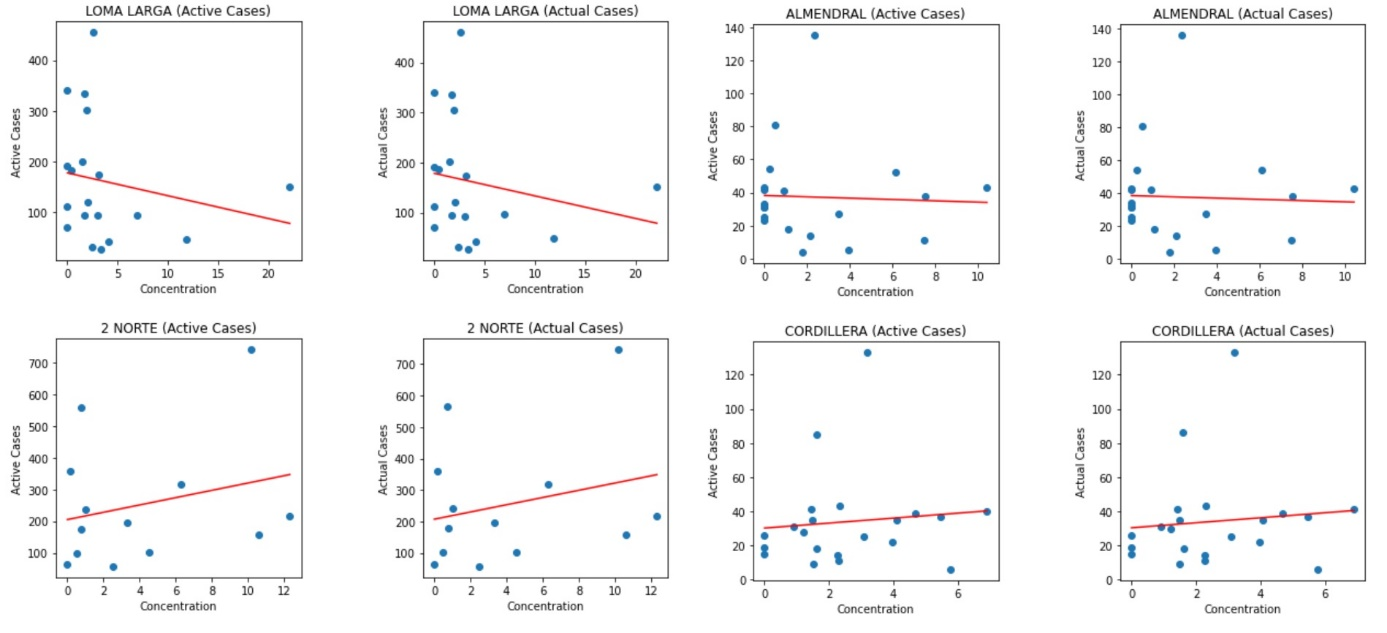 LOMA LARGA (Active Cases)
Active Cases
400
300
200
100
0 5 10 15 20
Concentration
LOMA LARGA (Actual Cases)
Actual Cases
400
300
200
100
0 5 10 15 20
Concentration
ALMENDRAL (Active Cases)
Active Cases
140
120
100
80
60
40
20
0
0 2 4 6 8 10
Concentration
ALMENDRAL (Actual Cases)
Actual Cases
140
120
100
80
60
40
20
0
0 2 4 6 8 10
Concentration
2 NORTE (Active Cases)
Active Cases
700
600
500
400
300
200
100
0 2 4 6 8 10 12
Concentration
2 NORTE (Actual Cases)
Actual Cases
700
600
500
400
300
200
100
0 2 4 6 8 10 12
Concentration
CORDILLERA (Active Cases)
Active Cases
120
100
80
60
40
20
0
0 2 4 6
Concentration
CORDILLERA (Actual Cases)
Actual Cases
120
100
80
60
40
20
0
0 2 4 6
Concentration